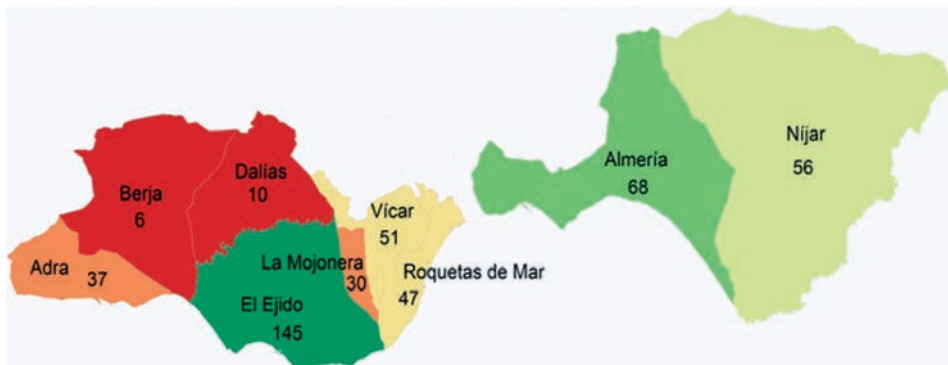 Níjar
56
Almería
68
Dalías
10
Berja
6
Vícar
51
La Mojonera
30
Adra
37
Roquetas de Mar
47
El Ejido
145